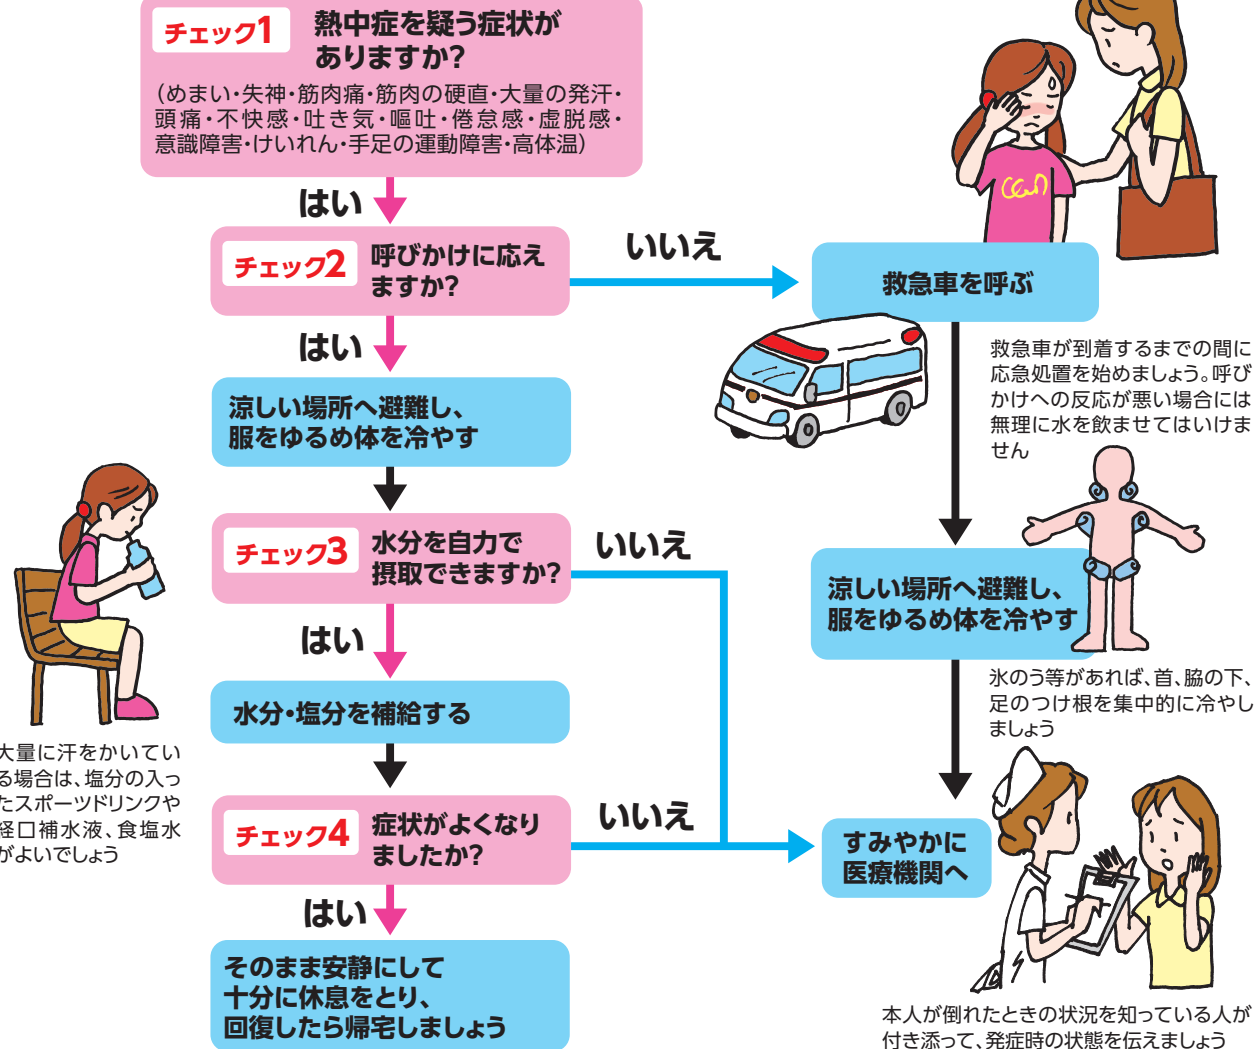 チェック1
熱中症を疑う症状が
ありますか?
(めまい・失神・筋肉痛・筋肉の硬直・大量の発汗・
頭痛・不快感・吐き気・嘔吐・倦怠感・虚脱感・
意識障害・けいれん・手足の運動障害・高体温)
はい
チェック2
呼びかけに応え
ますか?
いいえ
救急車を呼ぶ
救急車が到着するまでの間に
応急処置を始めましょう。呼び
かけへの反応が悪い場合には
無理に水を飲ませてはいけま
せん
はい
涼しい場所へ避難し、
服をゆるめ体を冷やす
チェック3
水分を自力で
摂取できますか?
いいえ
涼しい場所へ避難し、
服をゆるめ体を冷やす
氷のう等があれば、首、脇の下、
足のつけ根を集中的に冷やし
ましょう
はい
水分・塩分を補給する
大量に汗をかいてい
る場合は、塩分の入っ
たスポーツドリンクや
経口補水液、食塩水
がよいでしょう
チェック4
症状がよくなり
ましたか?
いいえ
すみやかに
医療機関へ
はい
そのまま安静にして
十分に休息をとり、
回復したら帰宅しましょう
本人が倒れたときの状況を知っている人が
付き添って、発症時の状態を伝えましょう